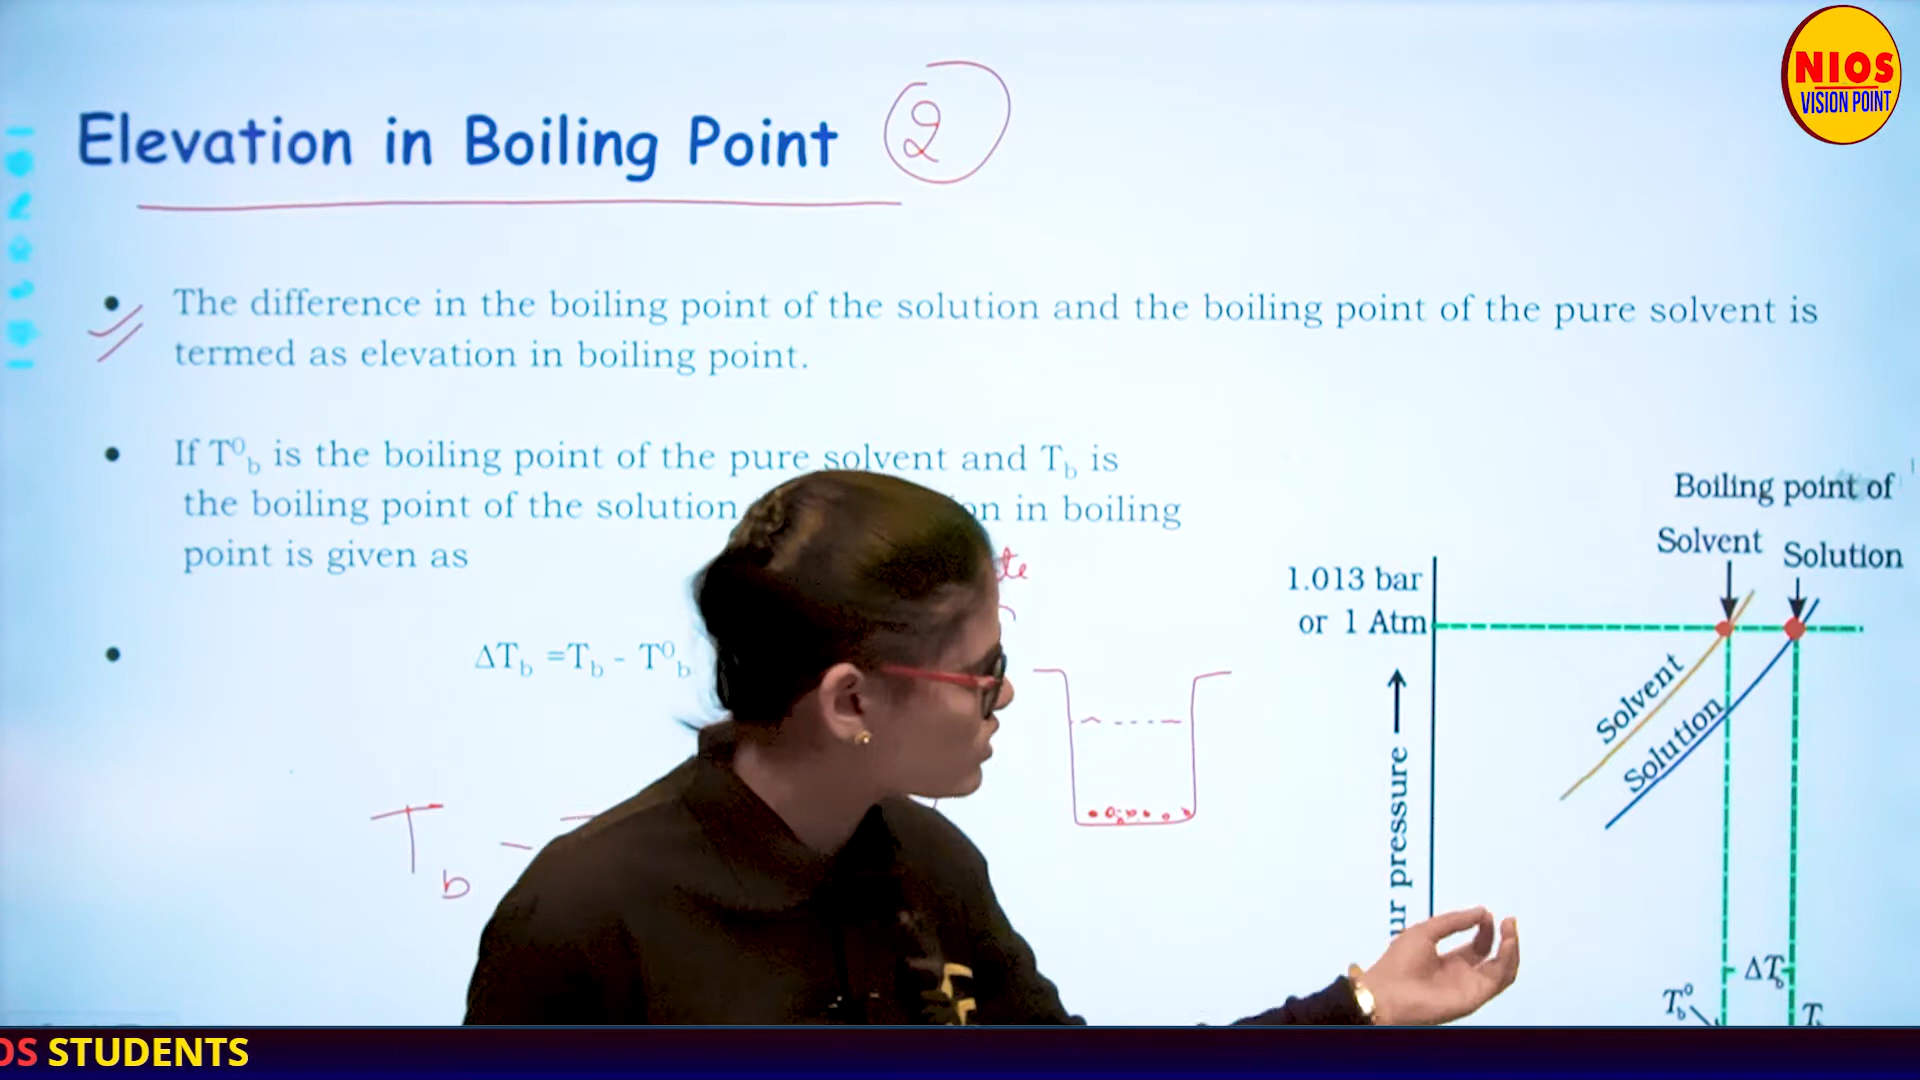 NIOS
VISION POINT
Elevation in Boiling Point 2
The difference in the boiling point of the solution and the boiling point of the pure solvent is
termed as elevation in boiling point.
If T⁰b is the boiling point of the pure solvent and Tb is
the boiling point of the solution in boiling
point is given as
ΔTb =Tb - T⁰b
Tb -
Boiling point of
Solvent Solution
1.013 bar
or 1 Atm
Solvent
Solution
pressure
ΔTb
T⁰b
STUDENTS